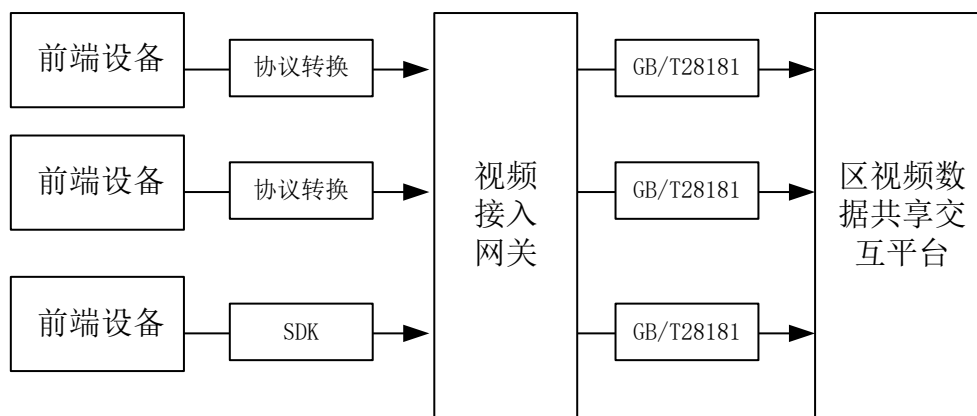 前端设备
协议转换
GB/T28181
前端设备
协议转换
视频
接入
网关
GB/T28181
区视频数
据共享交
互平台
前端设备
SDK
GB/T28181